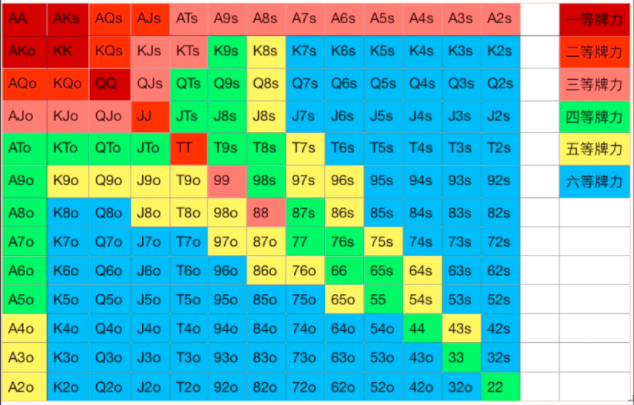 AA AKs AQs AJs ATs A9s A8s A7s A6s A5s A4s A3s A2s 一等牌力
AKo KK KQs KJs KTs K9s K8s K7s K6s K5s K4s K3s K2s 二等牌力
AQo KQo QQ QJs QTs Q9s Q8s Q7s Q6s Q5s Q4s Q3s Q2s 三等牌力
AJo KJo QJo JJ JTs J8s J8s J7s J6s J5s J4s J3s J2s 四等牌力
ATo KTo QTo JTo TT T9s T8s T7s T6s T5s T4s T3s T2s 五等牌力
A9o K9o Q9o J9o T9o 99 98s 97s 96s 95s 94s 93s 92s 六等牌力
A8o K8o Q8o J8o T8o 98o 88 87s 86s 85s 84s 83s 82s
A7o K7o Q7o J7o T7o 97o 87o 77 76s 75s 74s 73s 72s
A6o K6o Q6o J6o T6o 96o 86o 76o 66 65s 64s 63s 62s
A5o K5o Q5o J5o T5o 95o 85o 75o 65o 55 54s 53s 52s
A4o K4o Q4o J4o T4o 94o 84o 74o 64o 54o 44 43s 42s
A3o K3o Q3o J3o T3o 93o 83o 73o 63o 53o 43o 33 32s
A2o K2o Q2o J2o T2o 92o 82o 72o 62o 52o 42o 32o 22